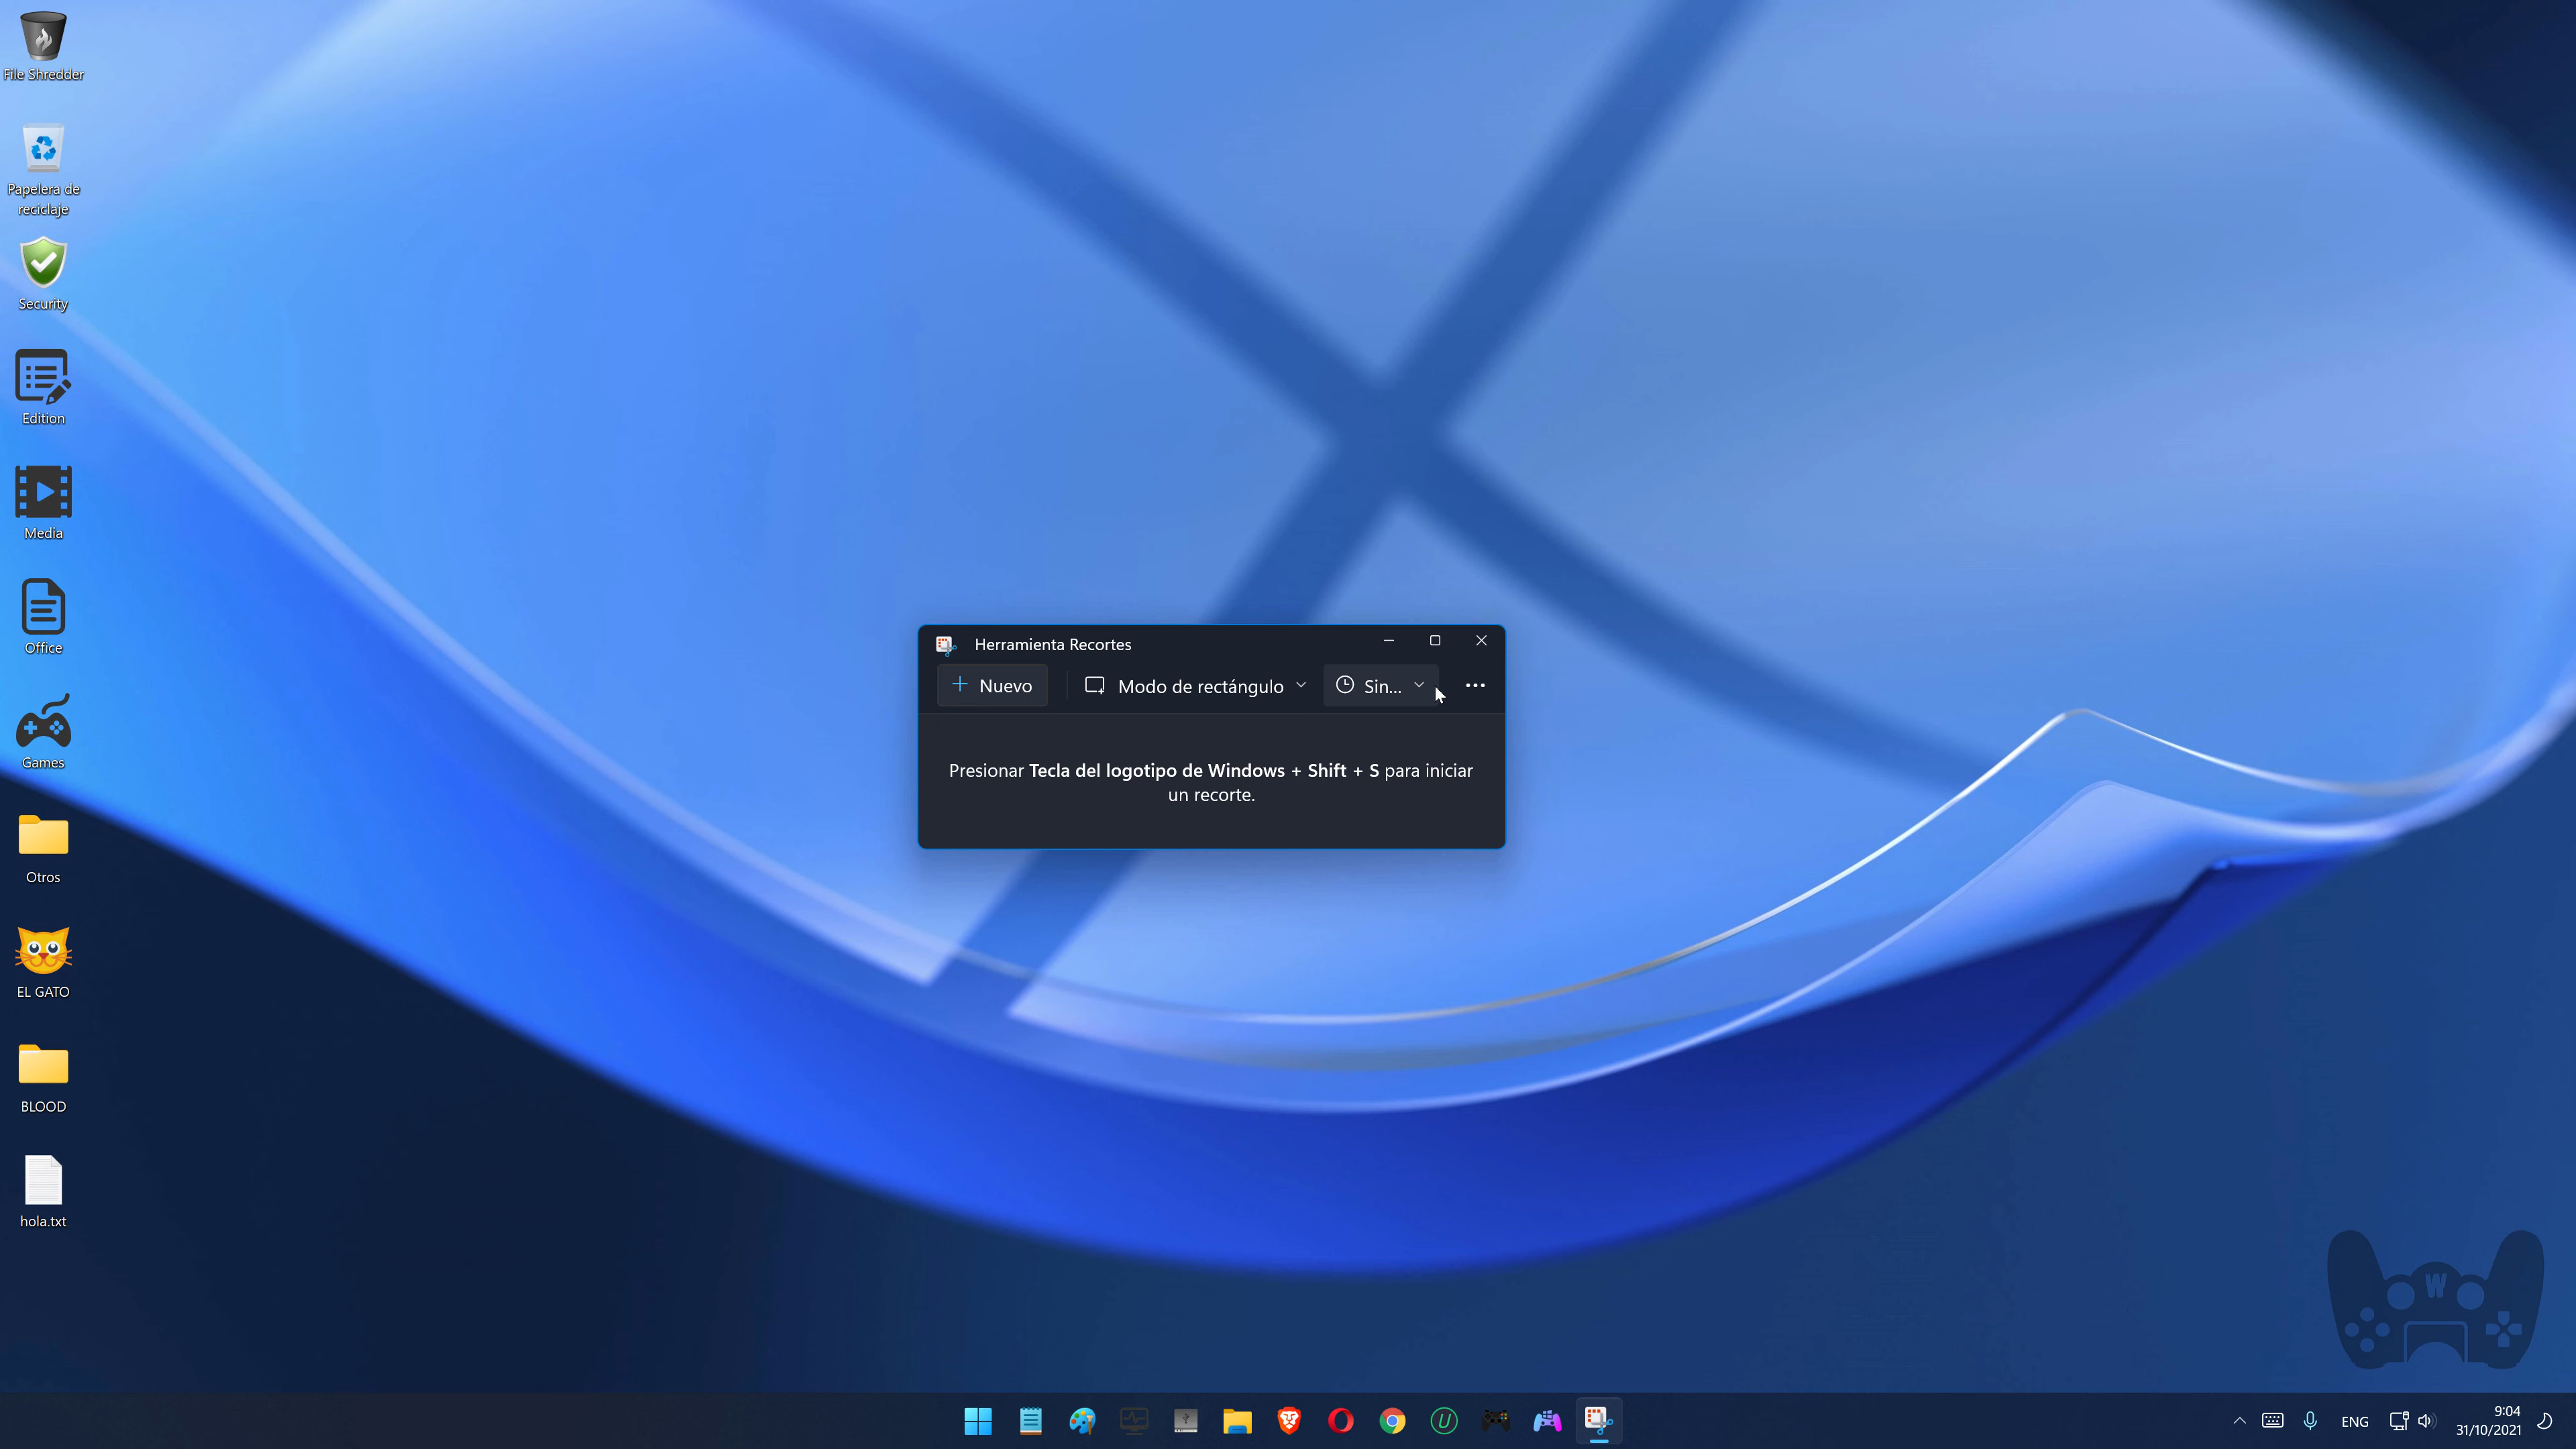 File Shredder
Papelera de
reciclaje
Security
Edition
Media
Office
Games
Otros
EL GATO
BLOOD
hola.txt
Herramienta Recortes
Nuevo
Modo de rectángulo
Sin...
Presionar Tecla del logotipo de Windows + Shift + S para iniciar
un recorte.
W
U
ENG
9:04
31/10/2021